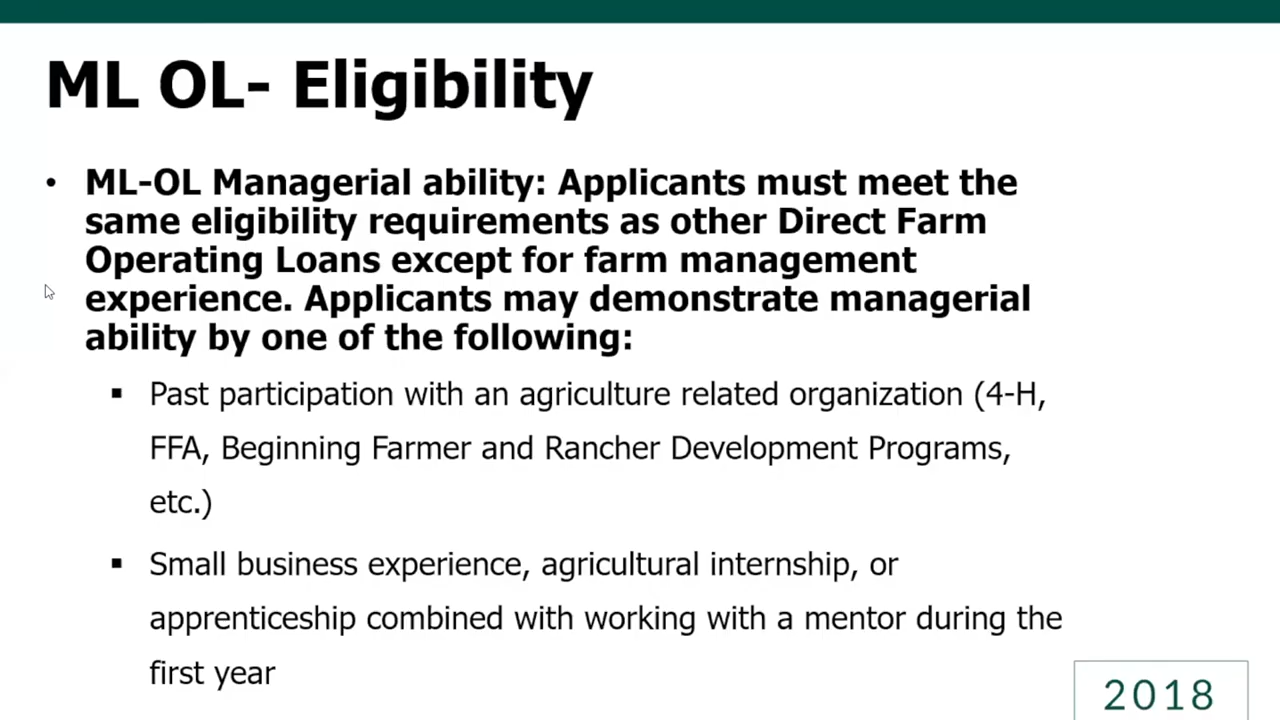 ML OL- Eligibility
• ML-OL Managerial ability: Applicants must meet the
same eligibility requirements as other Direct Farm
Operating Loans except for farm management
experience. Applicants may demonstrate managerial
ability by one of the following:
▪ Past participation with an agriculture related organization (4-H,
FFA, Beginning Farmer and Rancher Development Programs,
etc.)
▪ Small business experience, agricultural internship, or
apprenticeship combined with working with a mentor during the
first year
2018